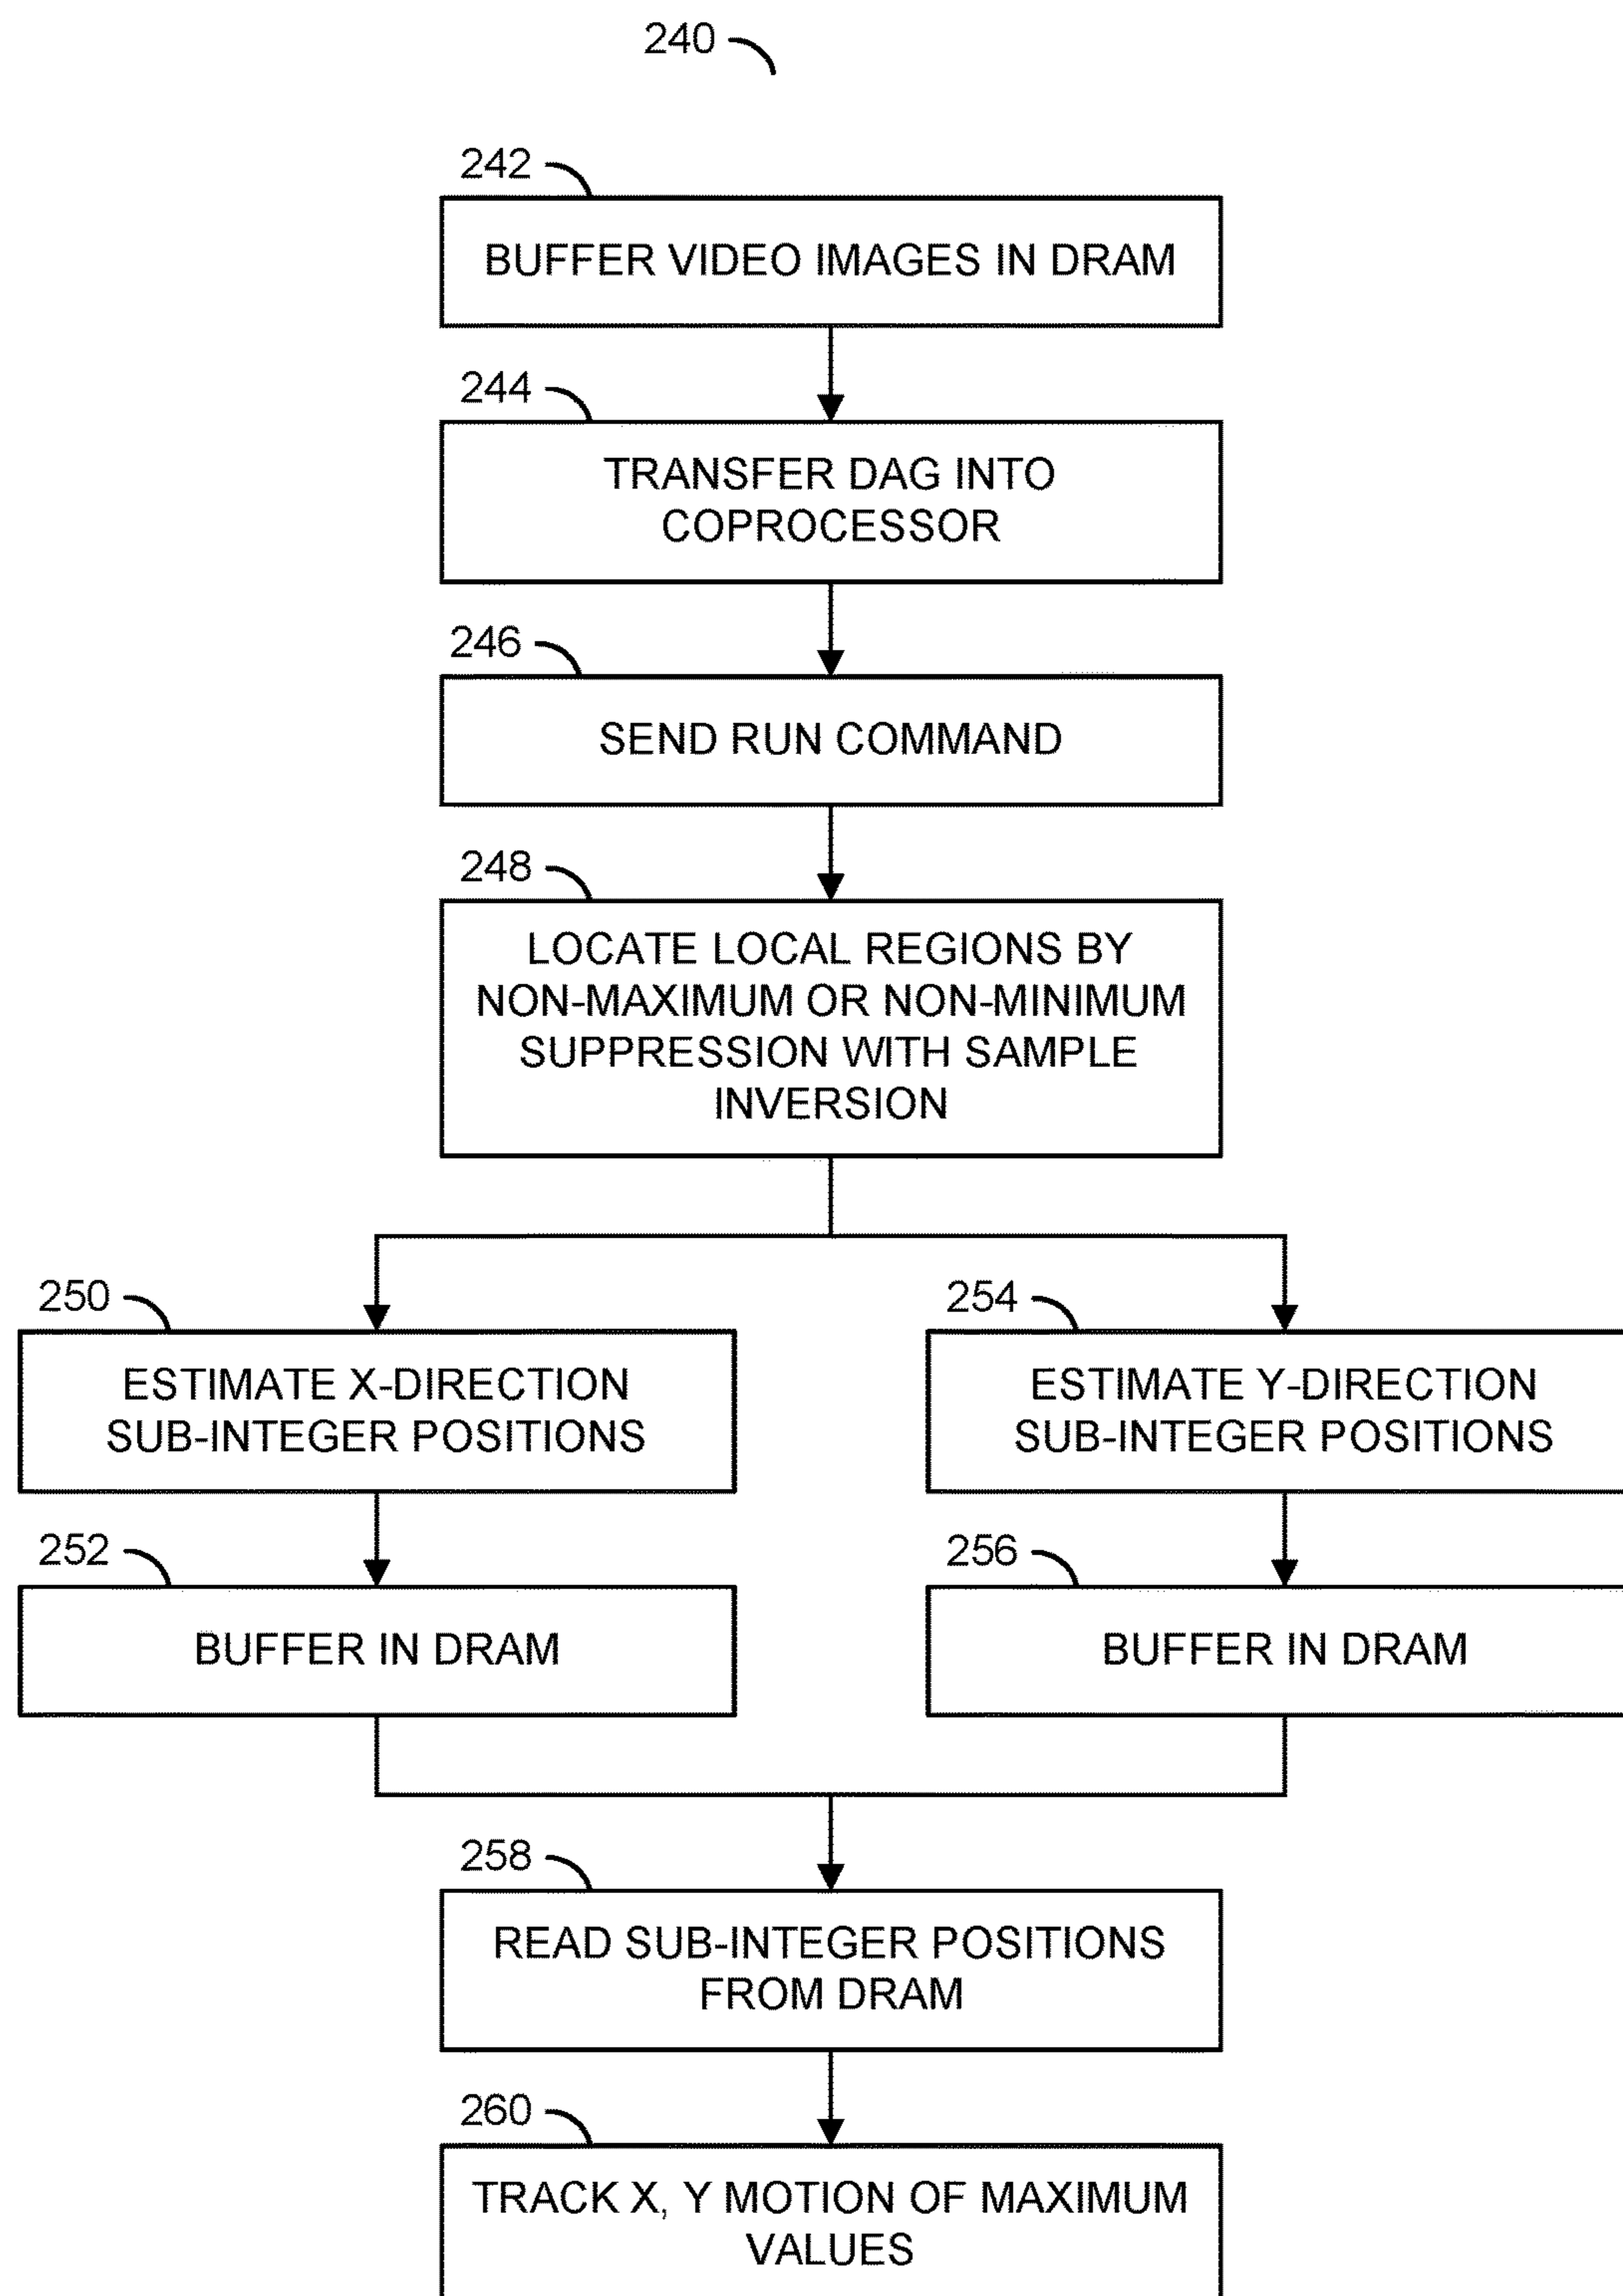 240
242
BUFFER VIDEO IMAGES IN DRAM
244
TRANSFER DAG INTO
COPROCESSOR
246
SEND RUN COMMAND
248
LOCATE LOCAL REGIONS BY
NON-MAXIMUM OR NON-MINIMUM
SUPPRESSION WITH SAMPLE
INVERSION
250
ESTIMATE X-DIRECTION
SUB-INTEGER POSITIONS
254
ESTIMATE Y-DIRECTION
SUB-INTEGER POSITIONS
252
BUFFER IN DRAM
256
BUFFER IN DRAM
258
READ SUB-INTEGER POSITIONS
FROM DRAM
260
TRACK X, Y MOTION OF MAXIMUM
VALUES